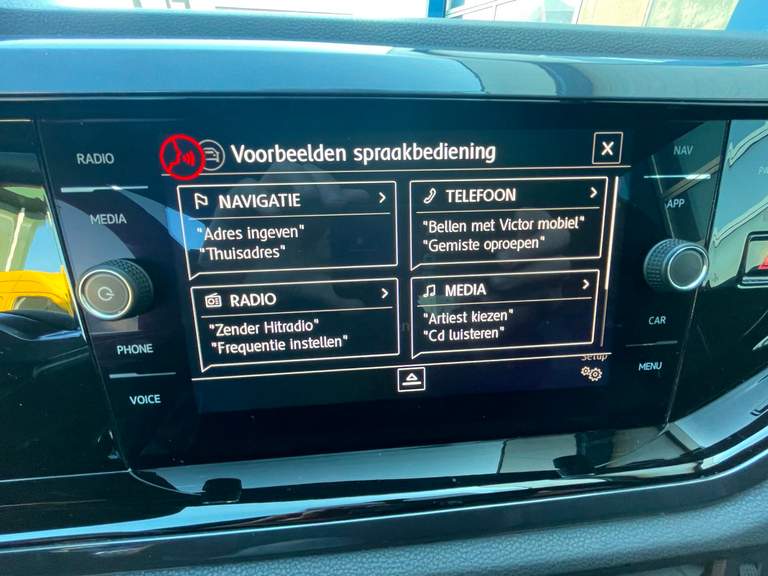 RADIO
MEDIA
PHONE
VOICE
Voorbeelden spraakbediening
X
NAVIGATIE
"Adres ingeven"
"Thuisadres"
TELEFOON
"Bellen met Victor mobiel"
"Gemiste oproepen"
RADIO
"Zender Hitradio"
"Frequentie instellen"
MEDIA
"Artiest kiezen"
"Cd luisteren"
Setup
NAV
APP
CAR
MENU